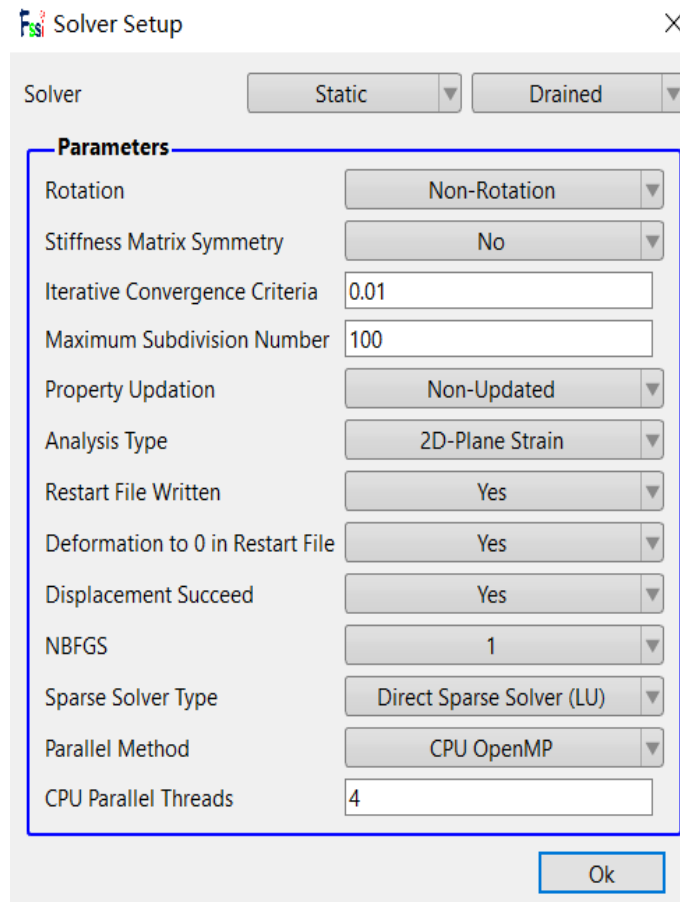 Fssi Solver Setup
Solver Static Drained
Parameters
Rotation Non-Rotation
Stiffness Matrix Symmetry No
Iterative Convergence Criteria 0.01
Maximum Subdivision Number 100
Property Updation Non-Updated
Analysis Type 2D-Plane Strain
Restart File Written Yes
Deformation to 0 in Restart File Yes
Displacement Succeed Yes
NBFGS 1
Sparse Solver Type Direct Sparse Solver (LU)
Parallel Method CPU OpenMP
CPU Parallel Threads 4
Ok